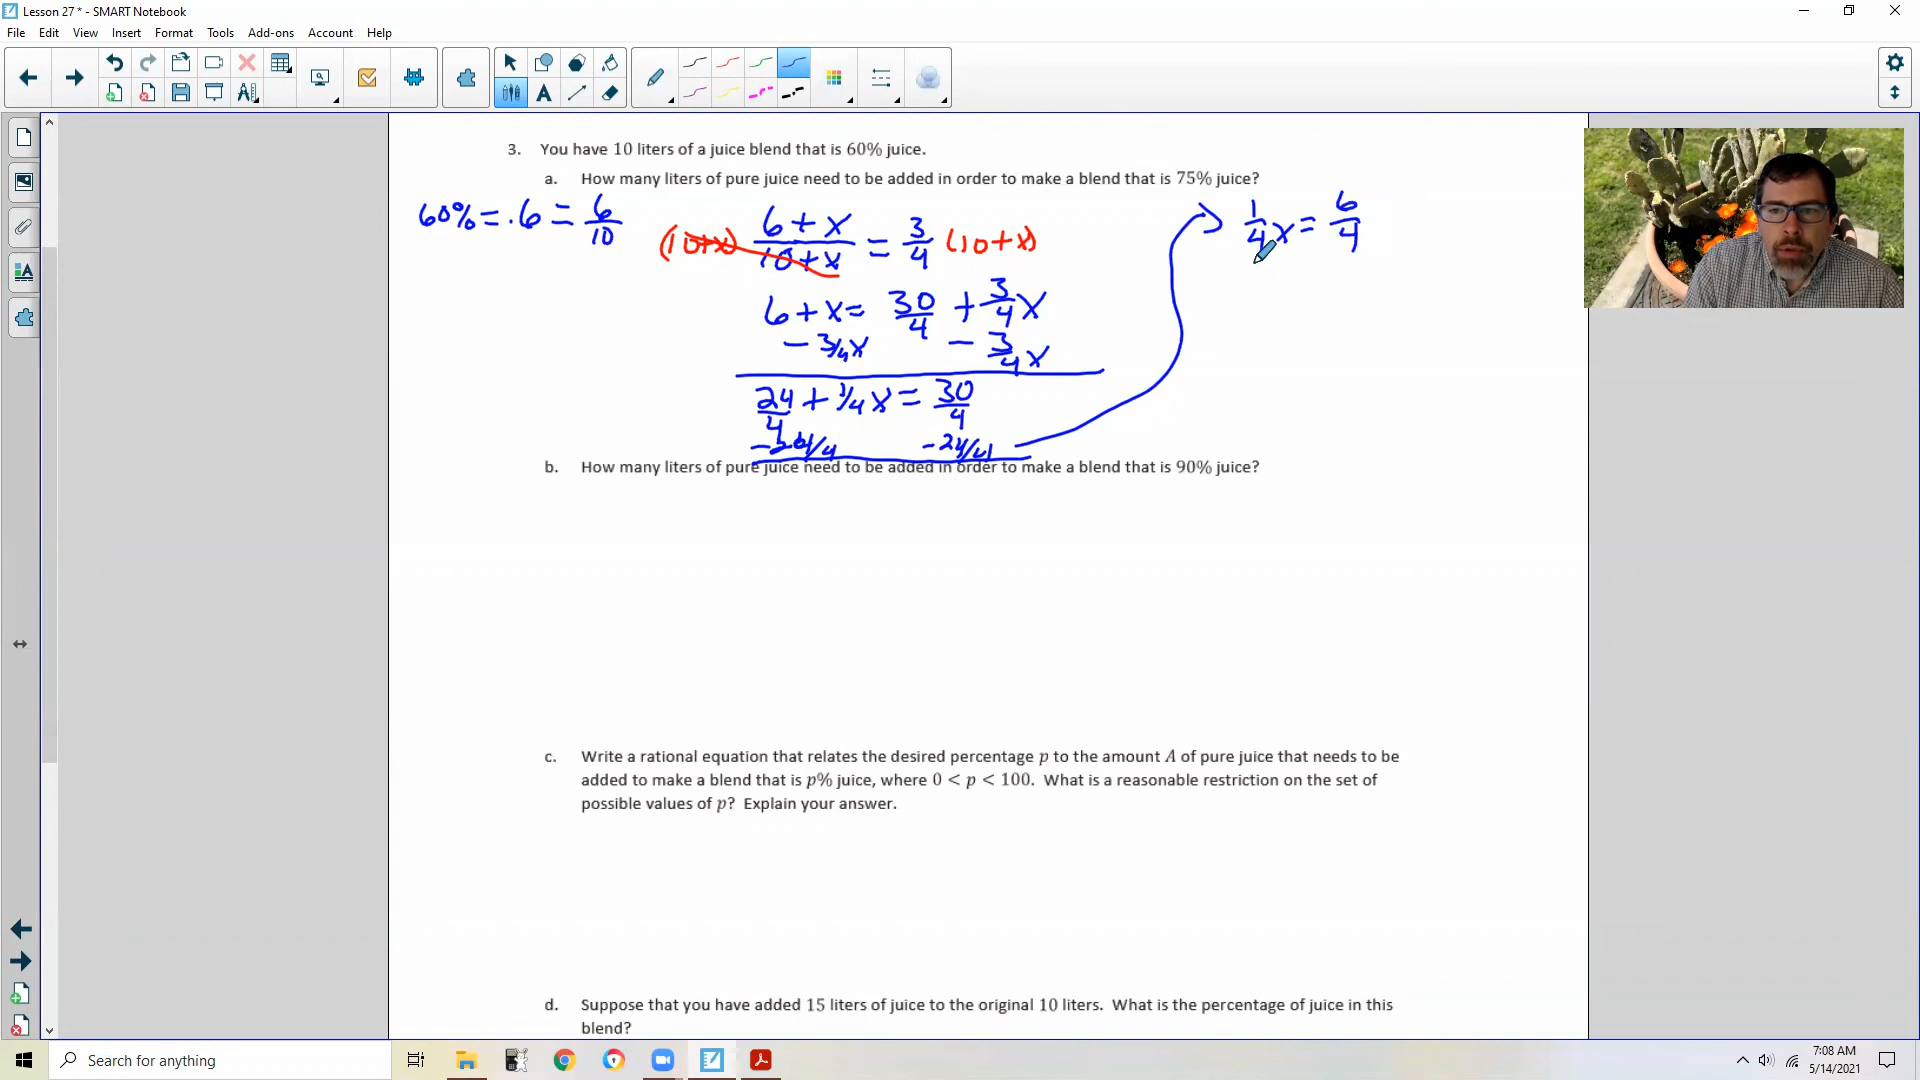 Lesson 27 * - SMART Notebook
File Edit View Insert Format Tools Add-ons Account Help
3. You have 10 liters of a juice blend that is 60% juice.
a. How many liters of pure juice need to be added in order to make a blend that is 75% juice?
60% = .6 = 6/10
(10+x) (6 + x)/(10 + x) = 3/4 (10+x)
6 + x = 30/4 + 3/4 x
- 3/4 x - 3/4 x
24/4 + 1/4 x = 30/4
- 24/4 - 24/4
1/4 x = 6/4
b. How many liters of pure juice need to be added in order to make a blend that is 90% juice?
c. Write a rational equation that relates the desired percentage p to the amount A of pure juice that needs to be
added to make a blend that is p% juice, where 0 < p < 100. What is a reasonable restriction on the set of
possible values of p? Explain your answer.
d. Suppose that you have added 15 liters of juice to the original 10 liters. What is the percentage of juice in this
blend?
Search for anything
7:08 AM
5/14/2021